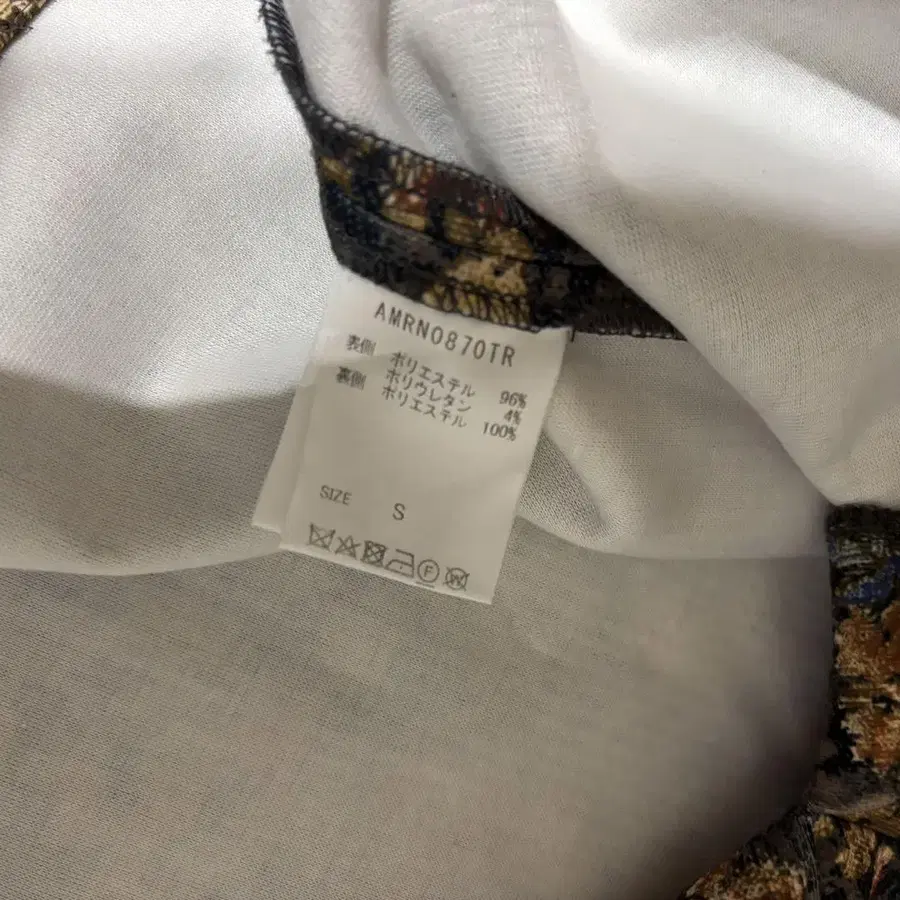 AMRN0870TR
表側 ポリエステル 96%
ポリウレタン 4%
裏側 ポリエステル 100%
SIZE S
F
W